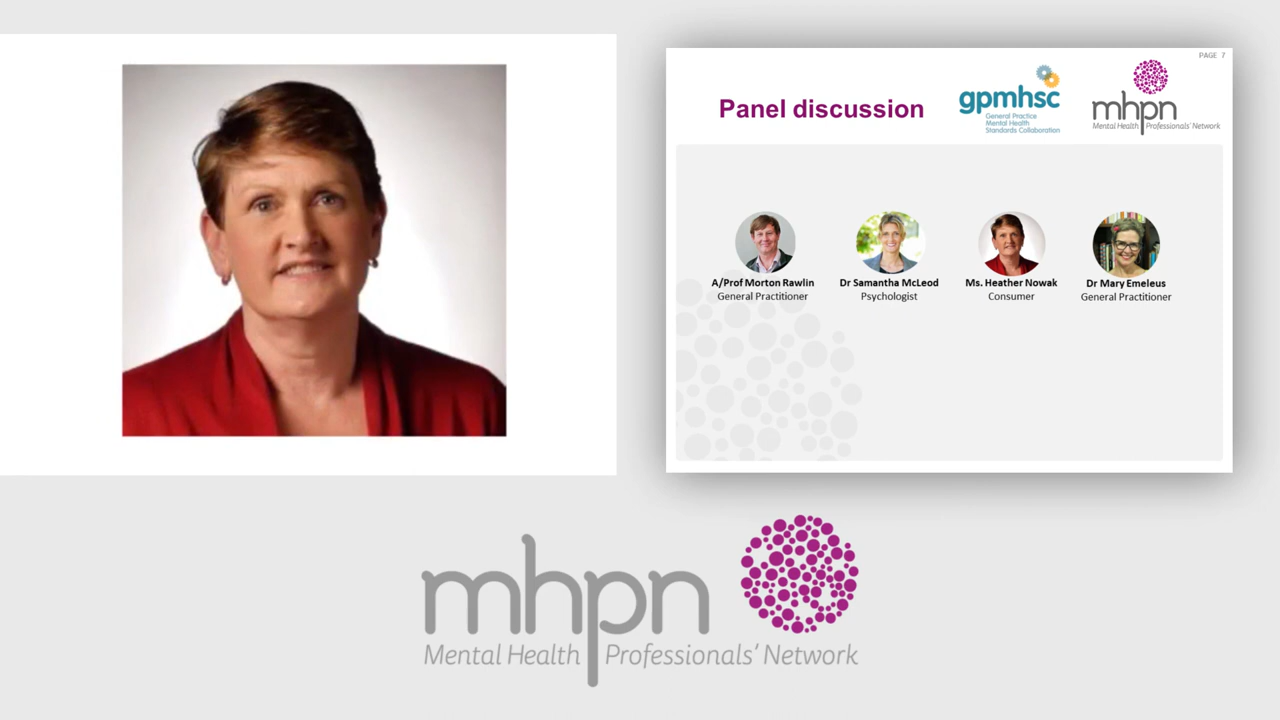 PAGE 7
Panel discussion
gpmhsc
General Practice
Mental Health
Standards Collaboration
mhpn
Mental Health Professionals' Network
A/Prof Morton Rawlin
General Practitioner
Dr Samantha McLeod
Psychologist
Ms. Heather Nowak
Consumer
Dr Mary Emeleus
General Practitioner
mhpn
Mental Health Professionals' Network